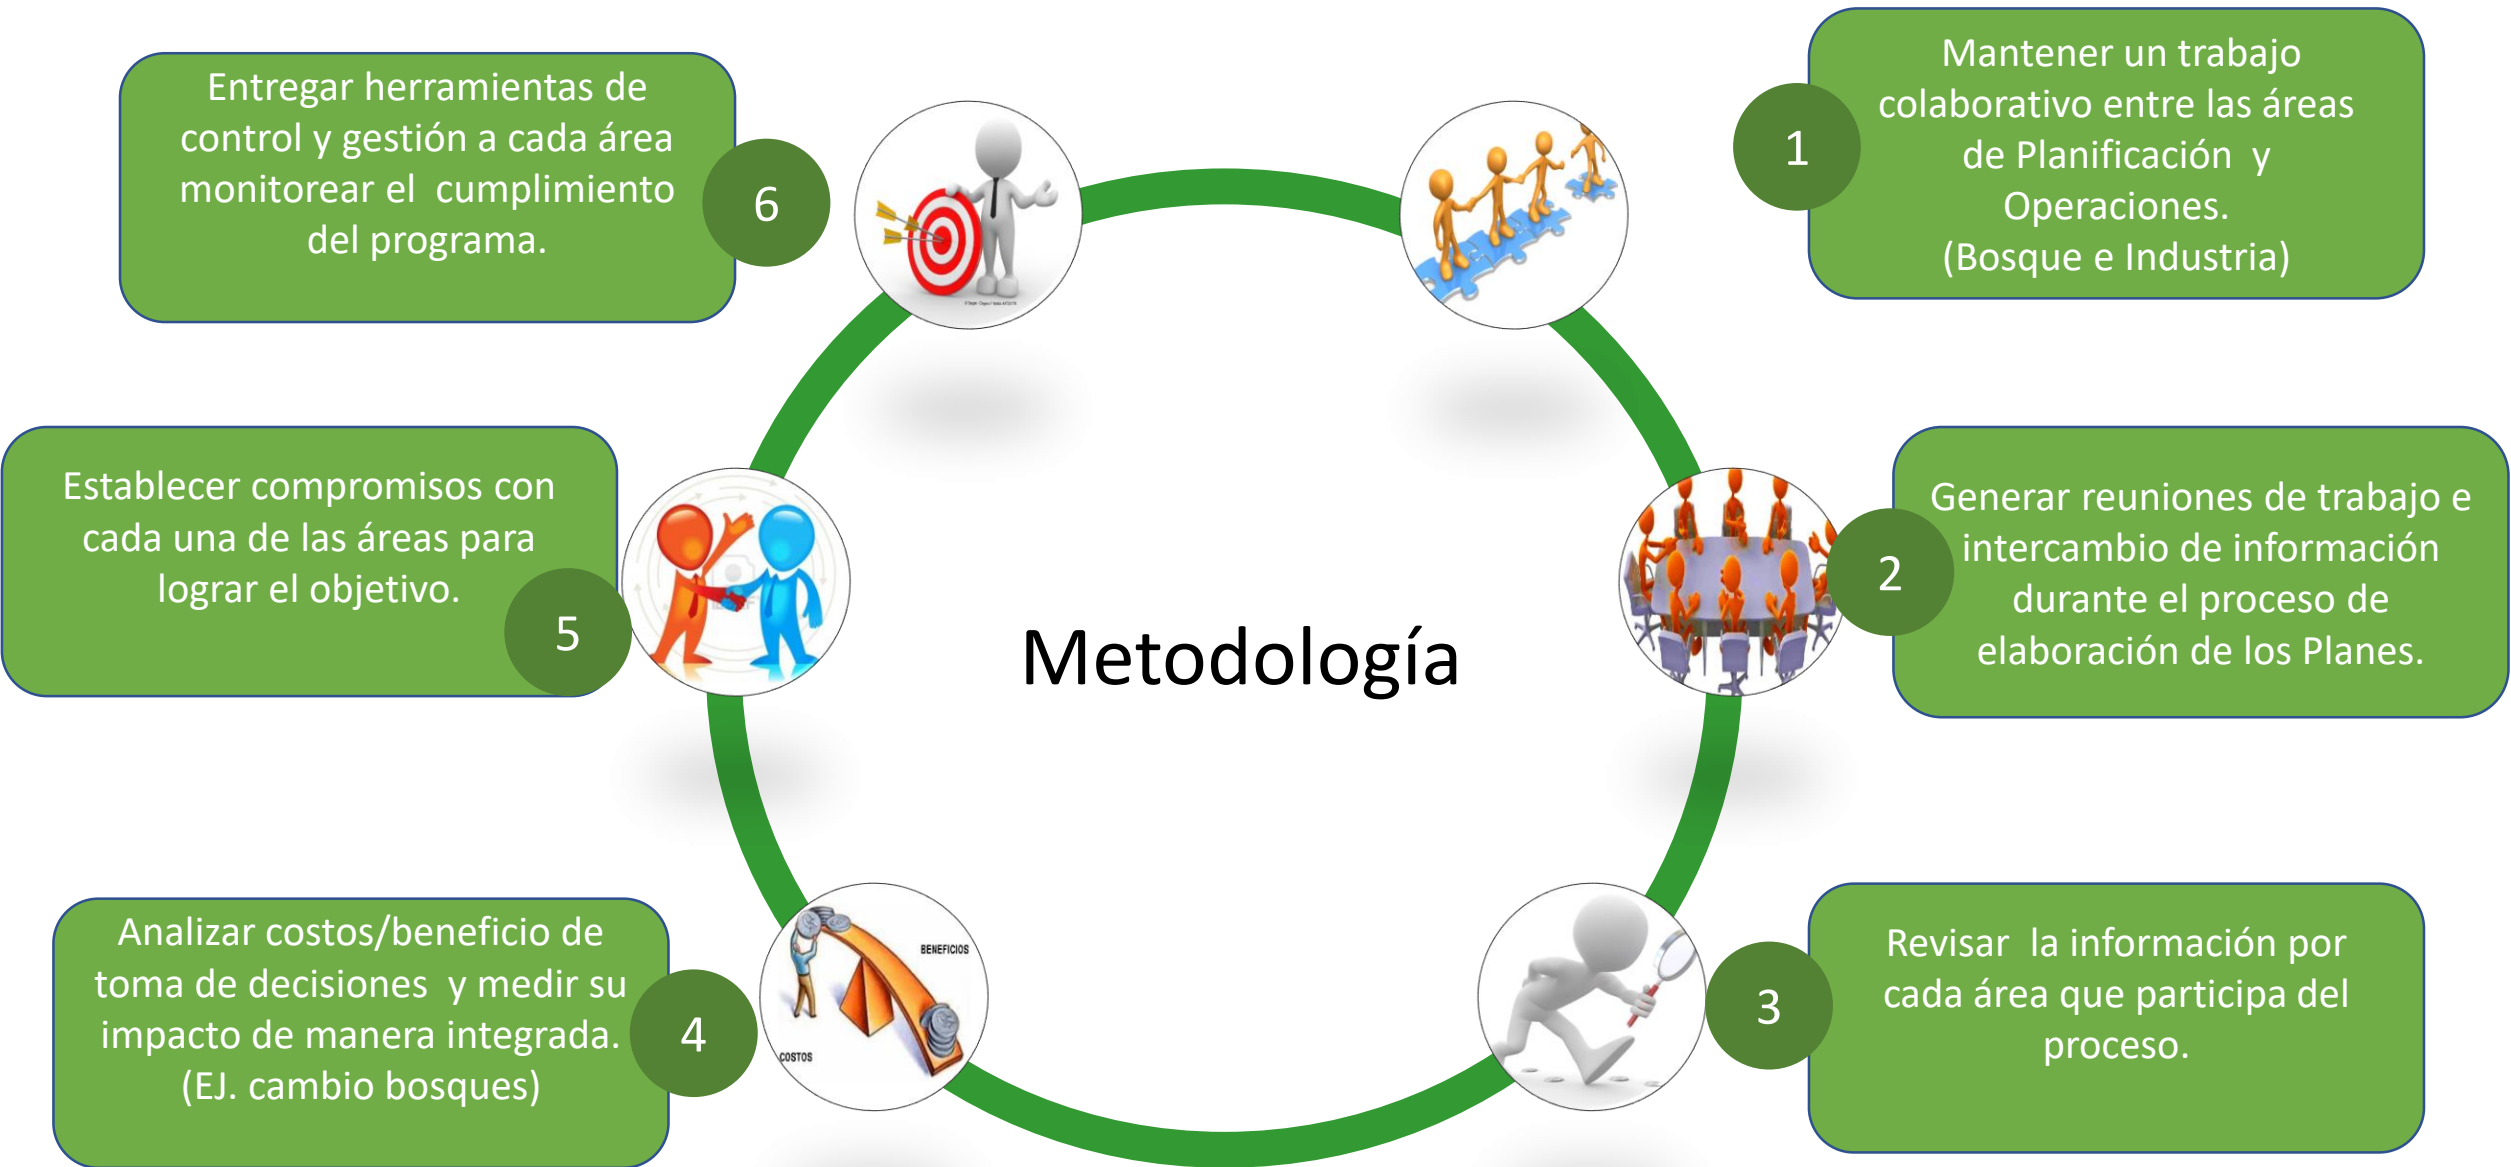 Mantener un trabajo
colaborativo entre las áreas
de Planificación  y
Operaciones.
(Bosque e Industria)
1
Generar reuniones de trabajo e
intercambio de información
durante el proceso de
elaboración de los Planes.
2
Revisar  la información por
cada área que participa del
proceso.
3
Analizar costos/beneficio de
toma de decisiones  y medir su
impacto de manera integrada.
(EJ. cambio bosques)
4
BENEFICIOS
COSTOS
Establecer compromisos con
cada una de las áreas para
lograr el objetivo.
5
Entregar herramientas de
control y gestión a cada área
monitorear el  cumplimiento
del programa.
6
Metodología